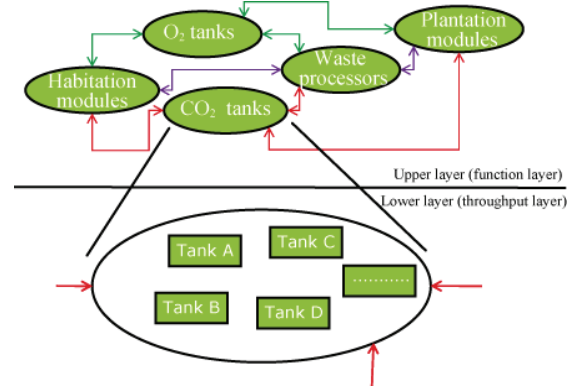 Plantation
modules
O₂ tanks
Waste
processors
Habitation
modules
CO₂ tanks
Upper layer (function layer)
Lower layer (throughput layer)
Tank A
Tank C
............
Tank B
Tank D